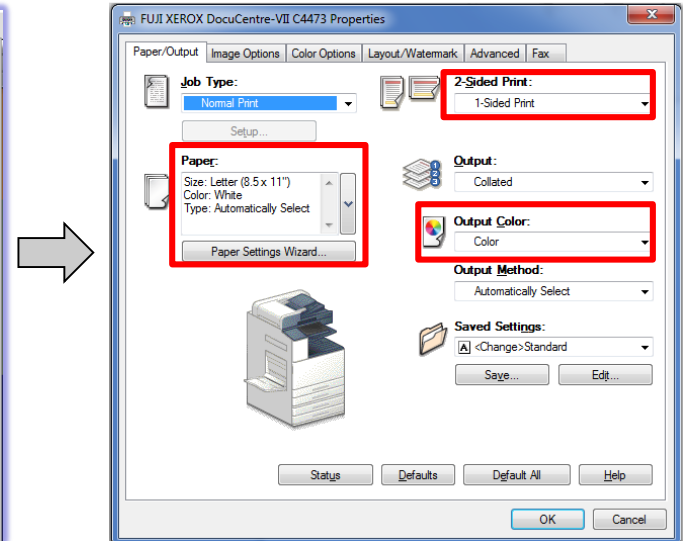 FUJI XEROX DocuCentre-VII C4473 Properties
Paper/Output
Image Options
Color Options
Layout/Watermark
Advanced
Fax
Job Type:
Normal Print
Setup...
Paper:
Size: Letter (8.5 x 11")
Color: White
Type: Automatically Select
Paper Settings Wizard...
2-Sided Print:
1-Sided Print
1
2
3
Output:
Collated
Output Color:
Color
Output Method:
Automatically Select
Saved Settings:
A <Change>Standard
Save...
Edit...
Status
Defaults
Default All
Help
OK
Cancel